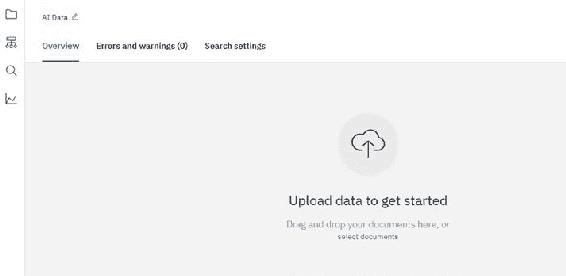 AI Data
Overview
Errors and warnings (0)
Search settings
Upload data to get started
Drag and drop your documents here, or
select documents